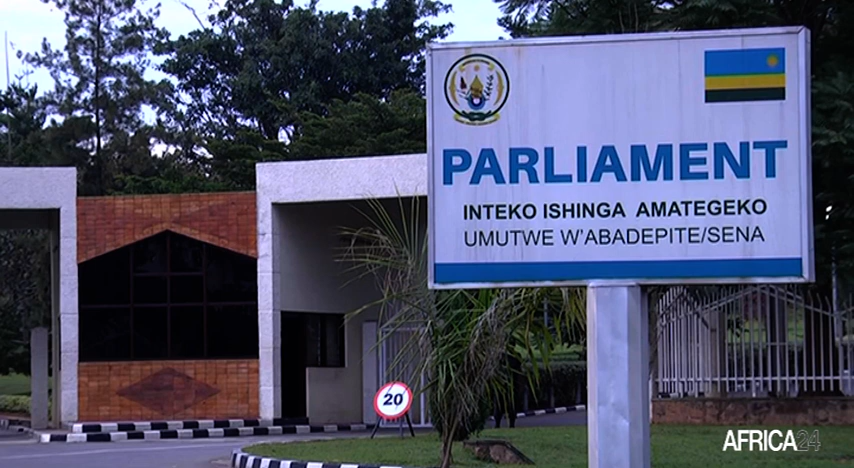 PARLIAMENT
INTEKO ISHINGA AMATEGEKO
UMUTWE W'ABADEPITE/SENA
20
AFRICA24